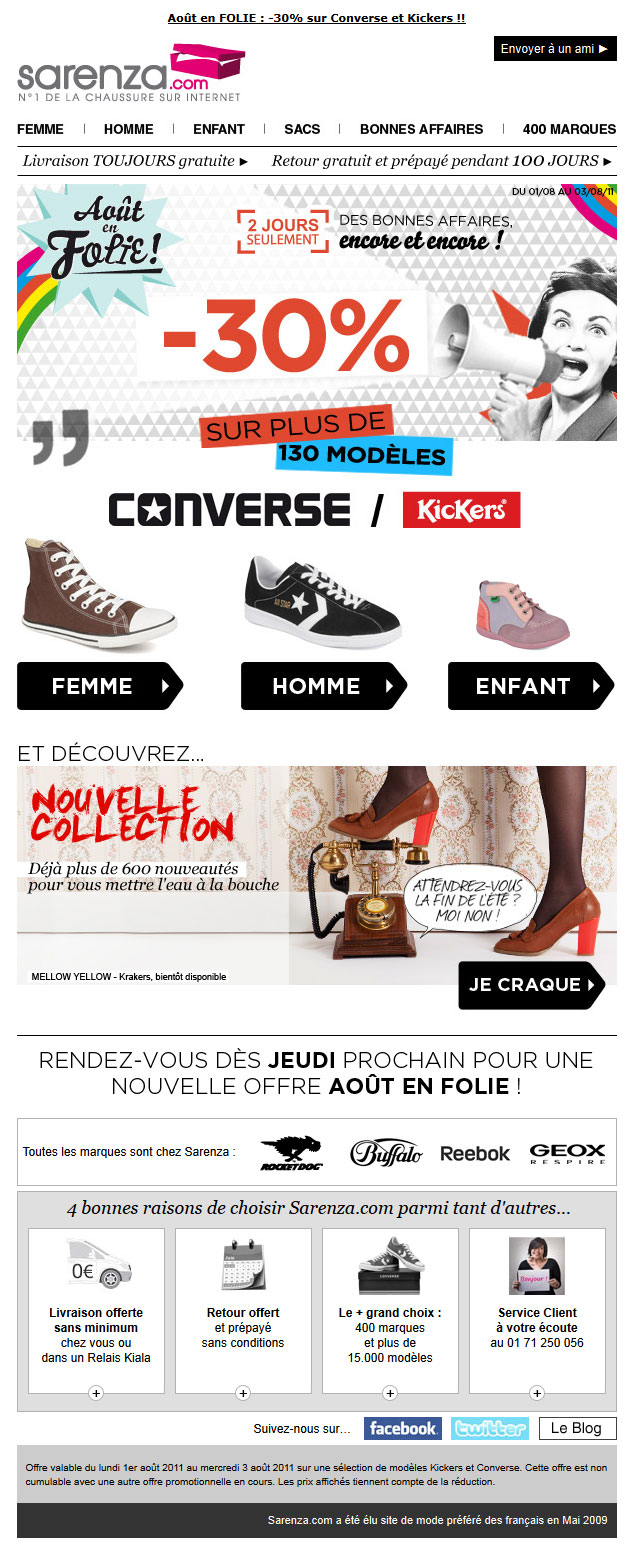 Août en FOLIE : -30% sur Converse et Kickers !!
Envoyer à un ami ►
sarenza.com
N°1 DE LA CHAUSSURE SUR INTERNET
FEMME | HOMME | ENFANT | SACS | BONNES AFFAIRES | 400 MARQUES
Livraison TOUJOURS gratuite ► Retour gratuit et prépayé pendant 100 JOURS ►
DU 01/08 AU 03/08/11
Août
en
Folie!
2 JOURS
SEULEMENT
DES BONNES AFFAIRES,
encore et encore !
-30%
SUR PLUS DE
130 MODÈLES
CONVERSE / KicKers
ALL STAR
FEMME
HOMME
ENFANT
ET DÉCOUVREZ...
NOUVELLE
COLLECTION
Déjà plus de 600 nouveautés
pour vous mettre l'eau à la bouche
ATTENDREZ-VOUS
LA FIN DE L'ÉTÉ ?
MOI NON !
MELLOW YELLOW - Krakers, bientôt disponible
JE CRAQUE
RENDEZ-VOUS DÈS JEUDI PROCHAIN POUR UNE
NOUVELLE OFFRE AOÛT EN FOLIE !
Toutes les marques sont chez Sarenza :
ROCKET DOG
Buffalo
Reebok
GEOX
RESPIRE
4 bonnes raisons de choisir Sarenza.com parmi tant d'autres...
0€
Livraison offerte
sans minimum
chez vous ou
dans un Relais Kiala
+
Retour offert
et prépayé
sans conditions
+
CONVERSE
Le + grand choix :
400 marques
et plus de
15.000 modèles
+
Bonjour !
Service Client
à votre écoute
au 01 71 250 056
+
Suivez-nous sur... facebook. twitter Le Blog
Offre valable du lundi 1er août 2011 au mercredi 3 août 2011 sur une sélection de modèles Kickers et Converse. Cette offre est non
cumulable avec une autre offre promotionnelle en cours. Les prix affichés tiennent compte de la réduction.
Sarenza.com a été élu site de mode préféré des français en Mai 2009